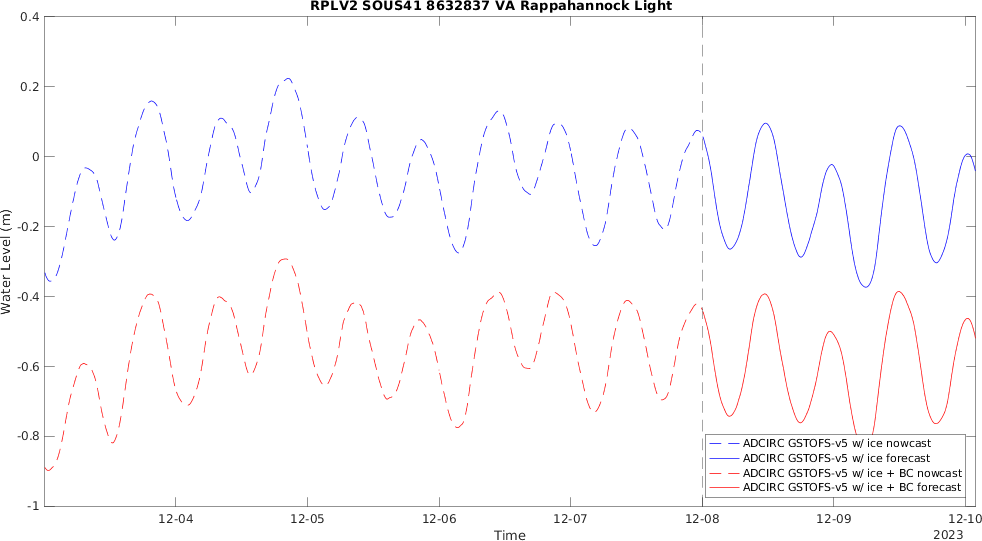 RPLV2 SOUS41 8632837 VA Rappahannock Light
0.4
0.2
0
-0.2
-0.4
-0.6
-0.8
-1
Water Level (m)
ADCIRC GSTOFS-v5 w/ ice nowcast
ADCIRC GSTOFS-v5 w/ ice forecast
ADCIRC GSTOFS-v5 w/ ice + BC nowcast
ADCIRC GSTOFS-v5 w/ ice + BC forecast
12-04 12-05 12-06 12-07 12-08 12-09 12-10
Time
2023